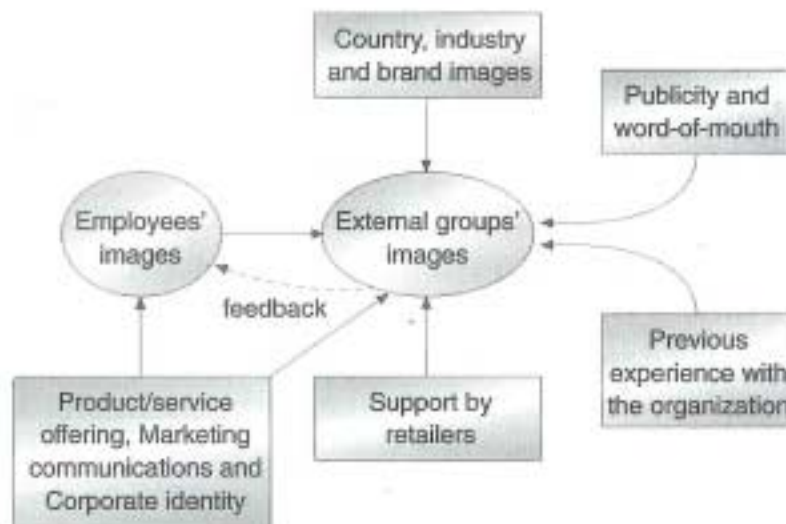 Country, industry
and brand images
Publicity and
word-of-mouth
Employees'
images
External groups'
images
feedback
Product/service
offering, Marketing
communications and
Corporate identity
Support by
retailers
Previous
experience with
the organization